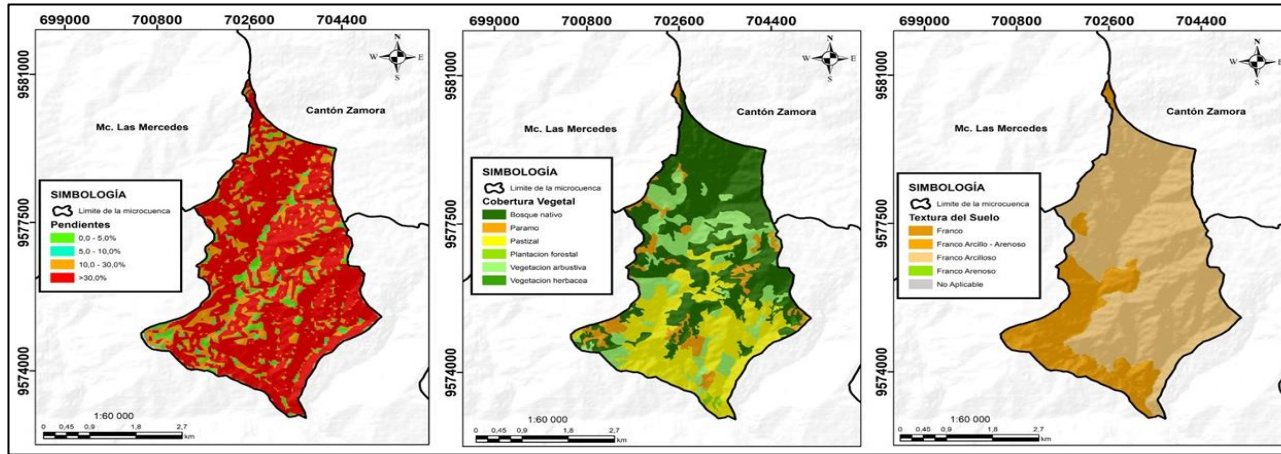 699000 700800 702600 704400
9581000
9577500
9574000
N
W E
S
Cantón Zamora
Mc. Las Mercedes
SIMBOLOGÍA
Limite de la microcuenca
Pendientes
0,0 - 5,0%
5,0 - 10,0%
10,0 - 30,0%
>30,0%
1:60 000
0 0,45 0,9 1,8 2,7
km
699000 700800 702600 704400
9581000
9577500
9574000
N
W E
S
Cantón Zamora
Mc. Las Mercedes
SIMBOLOGÍA
Limite de la microcuenca
Cobertura Vegetal
Bosque nativo
Paramo
Pastizal
Plantacion forestal
Vegetacion arbustiva
Vegetacion herbacea
1:60 000
0 0,45 0,9 1,8 2,7
km
699000 700800 702600 704400
9581000
9577500
9574000
N
W E
S
Cantón Zamora
Mc. Las Mercedes
SIMBOLOGÍA
Limite de la microcuenca
Textura del Suelo
Franco
Franco Arcillo - Arenoso
Franco Arcilloso
Franco Arenoso
No Aplicable
1:60 000
0 0,45 0,9 1,8 2,7
km